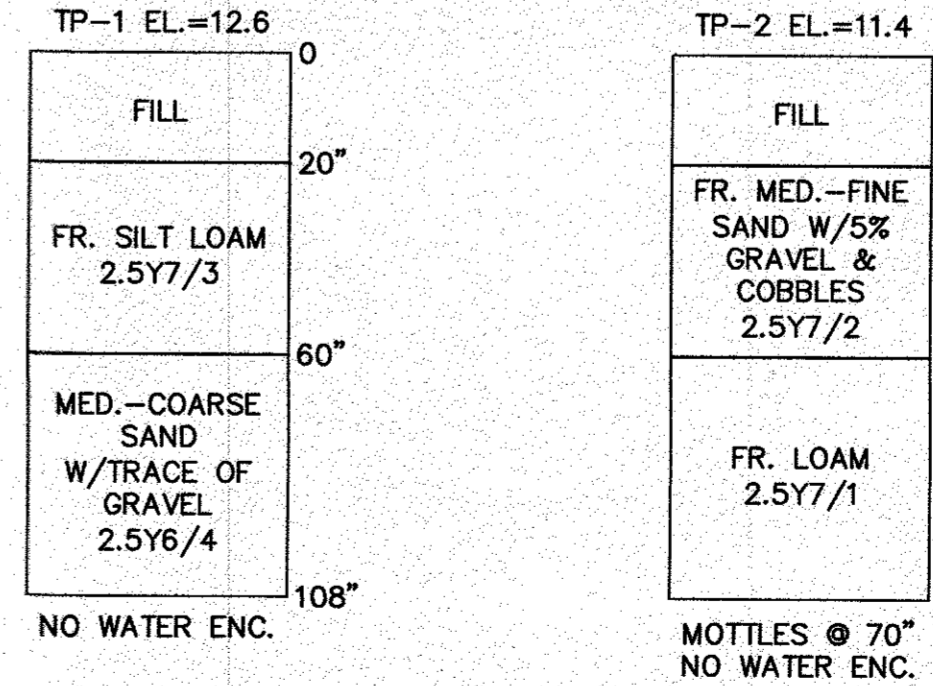 TP-1 EL.=12.6
0
FILL
20"
FR. SILT LOAM
2.5Y7/3
60"
MED.-COARSE
SAND
W/TRACE OF
GRAVEL
2.5Y6/4
108"
NO WATER ENC.
TP-2 EL.=11.4
FILL
FR. MED.-FINE
SAND W/5%
GRAVEL &
COBBLES
2.5Y7/2
FR. LOAM
2.5Y7/1
MOTTLES @ 70"
NO WATER ENC.